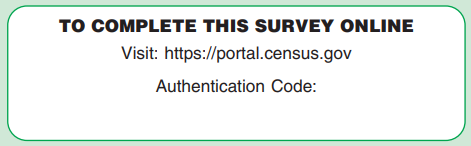 TO COMPLETE THIS SURVEY ONLINE
Visit: https://portal.census.gov
Authentication Code: